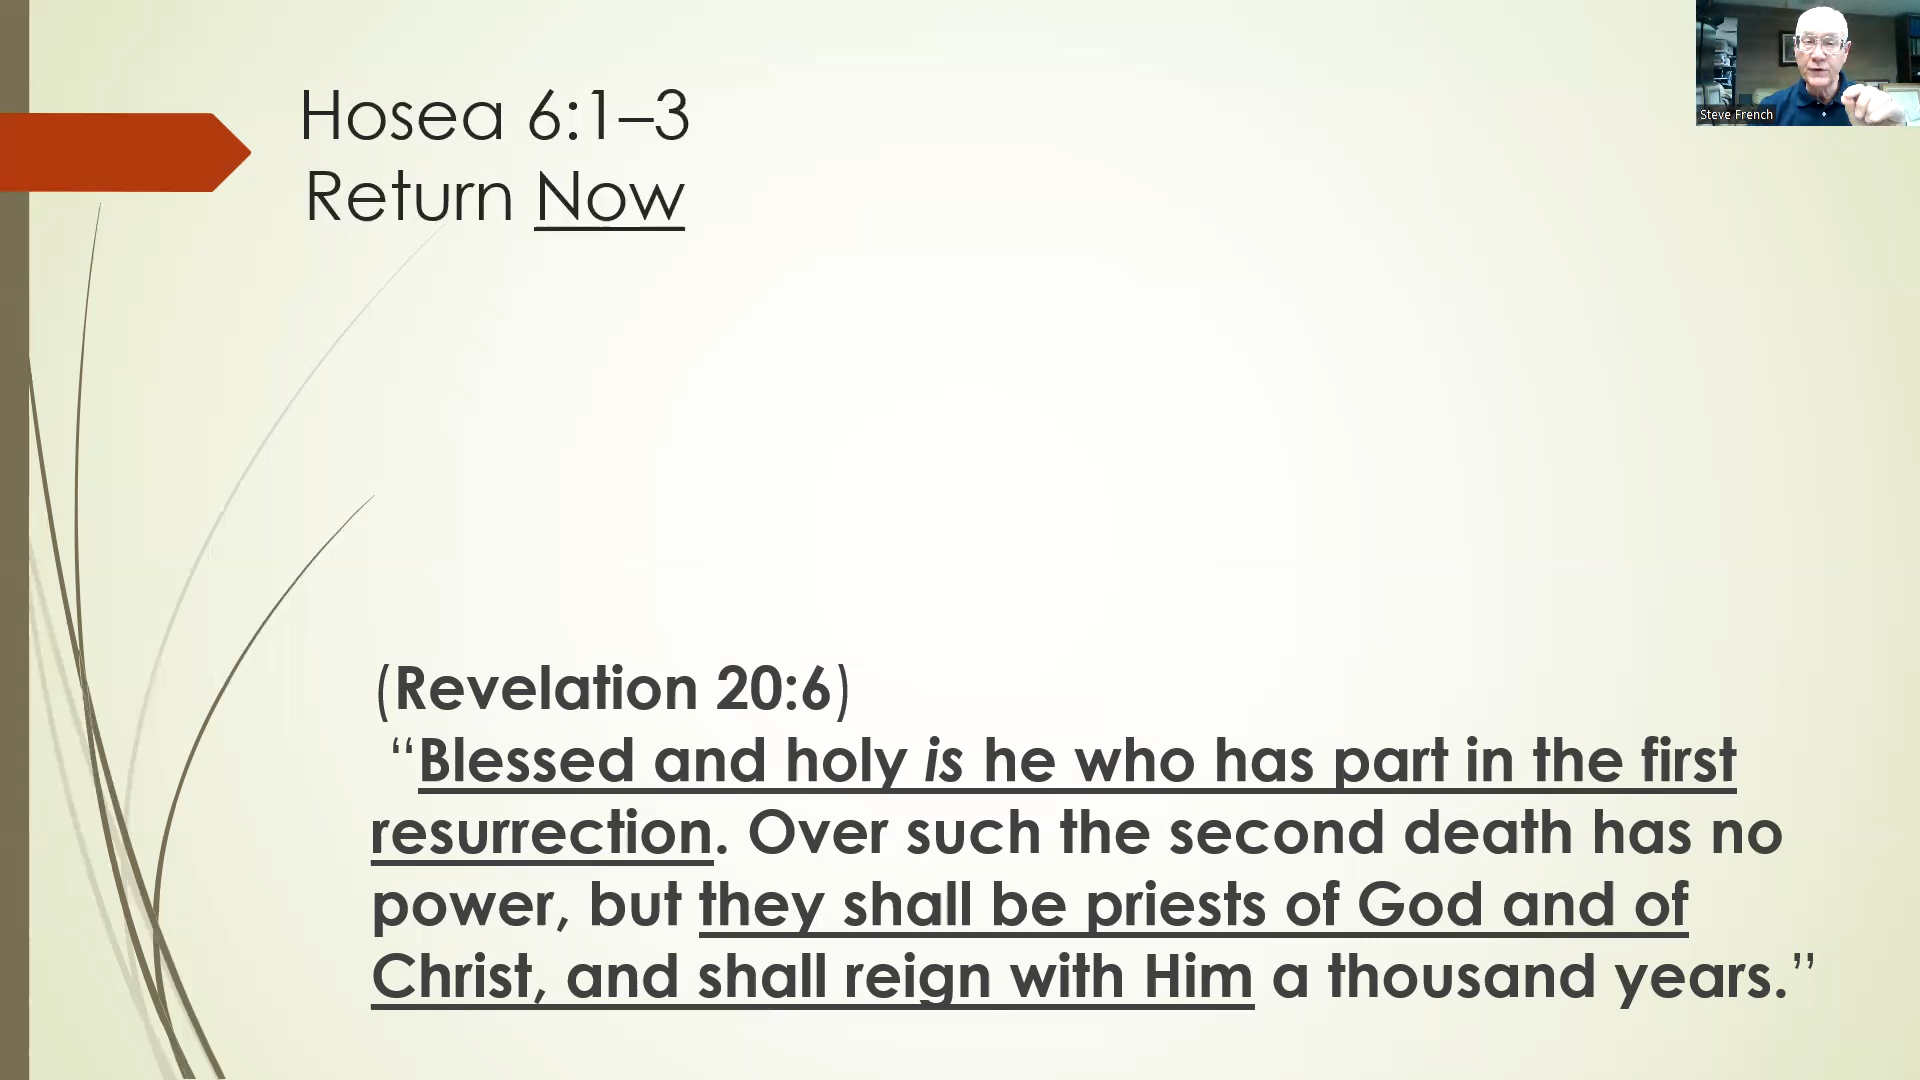 Hosea 6:1–3
Return Now
Steve French
(Revelation 20:6)
“Blessed and holy is he who has part in the first
resurrection. Over such the second death has no
power, but they shall be priests of God and of
Christ, and shall reign with Him a thousand years.”